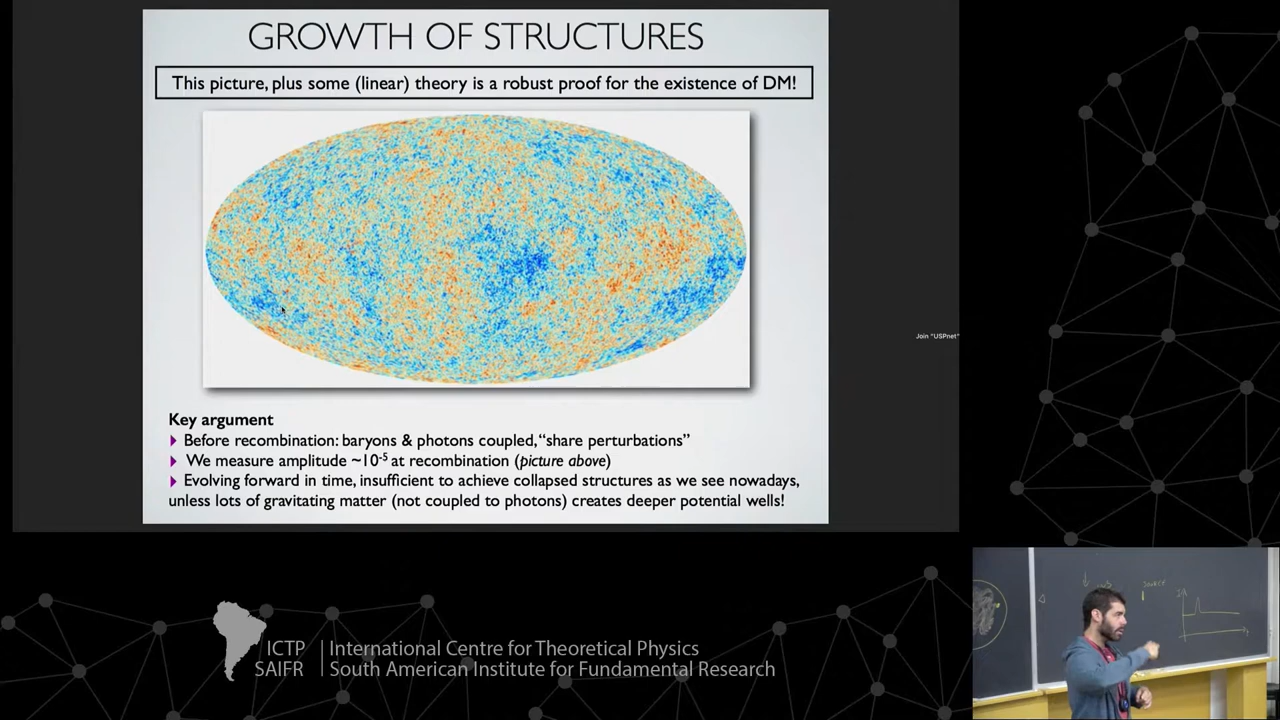 GROWTH OF STRUCTURES
This picture, plus some (linear) theory is a robust proof for the existence of DM!
Join "USPnet"
Key argument
Before recombination: baryons & photons coupled, “share perturbations”
We measure amplitude ~10⁻⁵ at recombination (picture above)
Evolving forward in time, insufficient to achieve collapsed structures as we see nowadays,
unless lots of gravitating matter (not coupled to photons) creates deeper potential wells!
ICTP
SAIFR
International Centre for Theoretical Physics
South American Institute for Fundamental Research